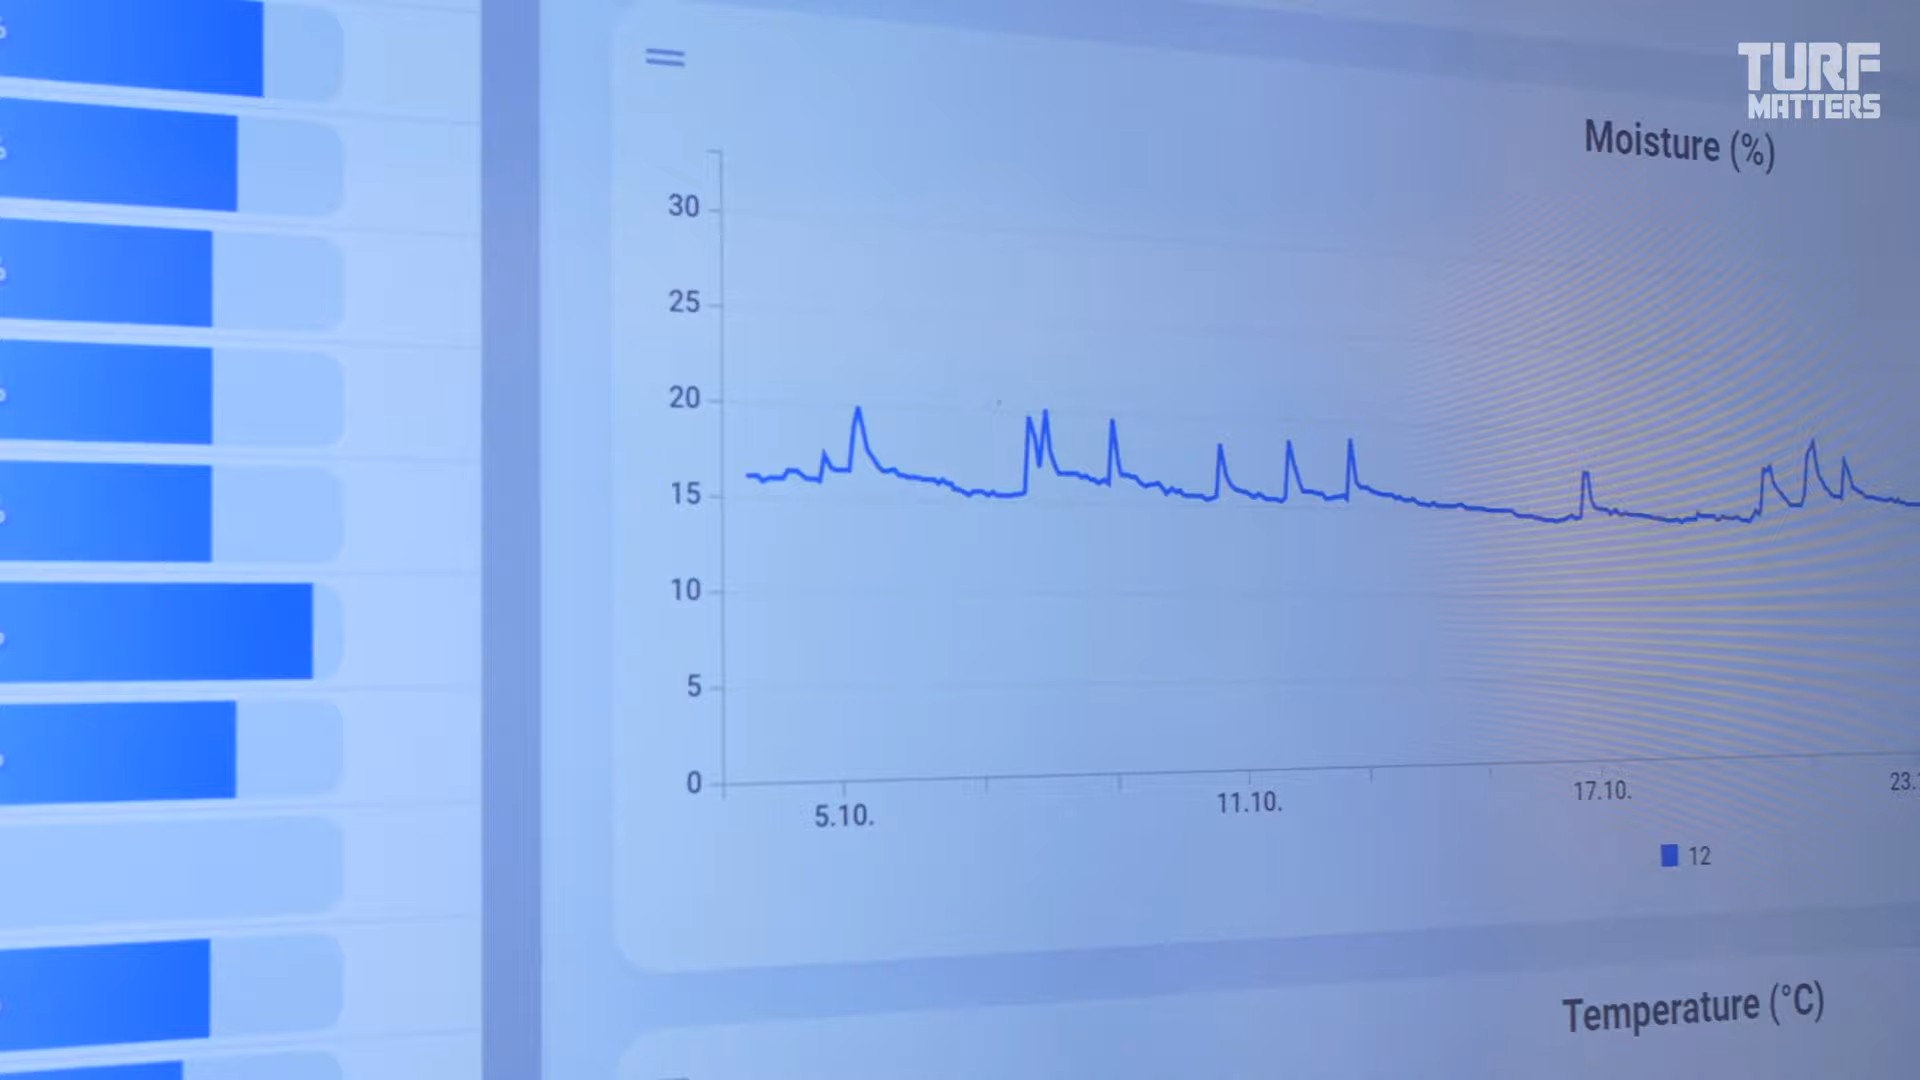 TURF
MATTERS
Moisture (%)
30
25
20
15
10
5
0
5.10.
11.10.
17.10.
12
Temperature (°C)